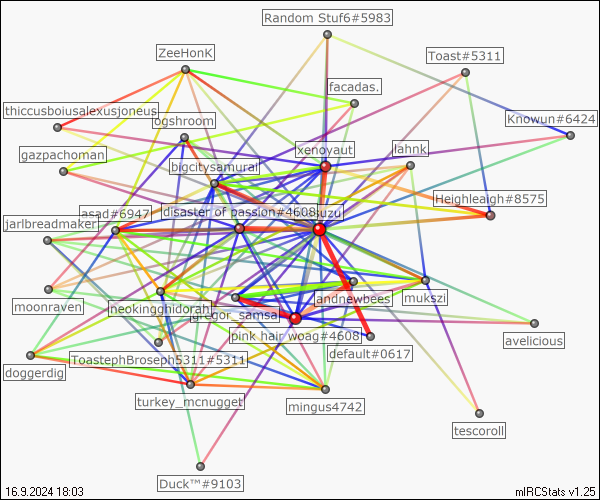 Random Stuf6#5983
ZeeHonK
Toast#5311
facadas.
thiccusboiusalexusjoneus
ogshroom
Knowun#6424
xenoyaut
lahnk
gazpachoman
bigcitysamurai
Heighleaigh#8575
asad#6947
disaster of passion#4608
suzu
jarlbreadmaker
moonraven
neokingghidorah
gregor_samsa
andnewbees
mukszi
pink hair woag#4608
avelicious
default#0617
ToastephBroseph5311#5311
doggerdig
turkey_mcnugget
mingus4742
tescoroll
Duck™#9103
16.9.2024 18:03
mIRCStats v1.25